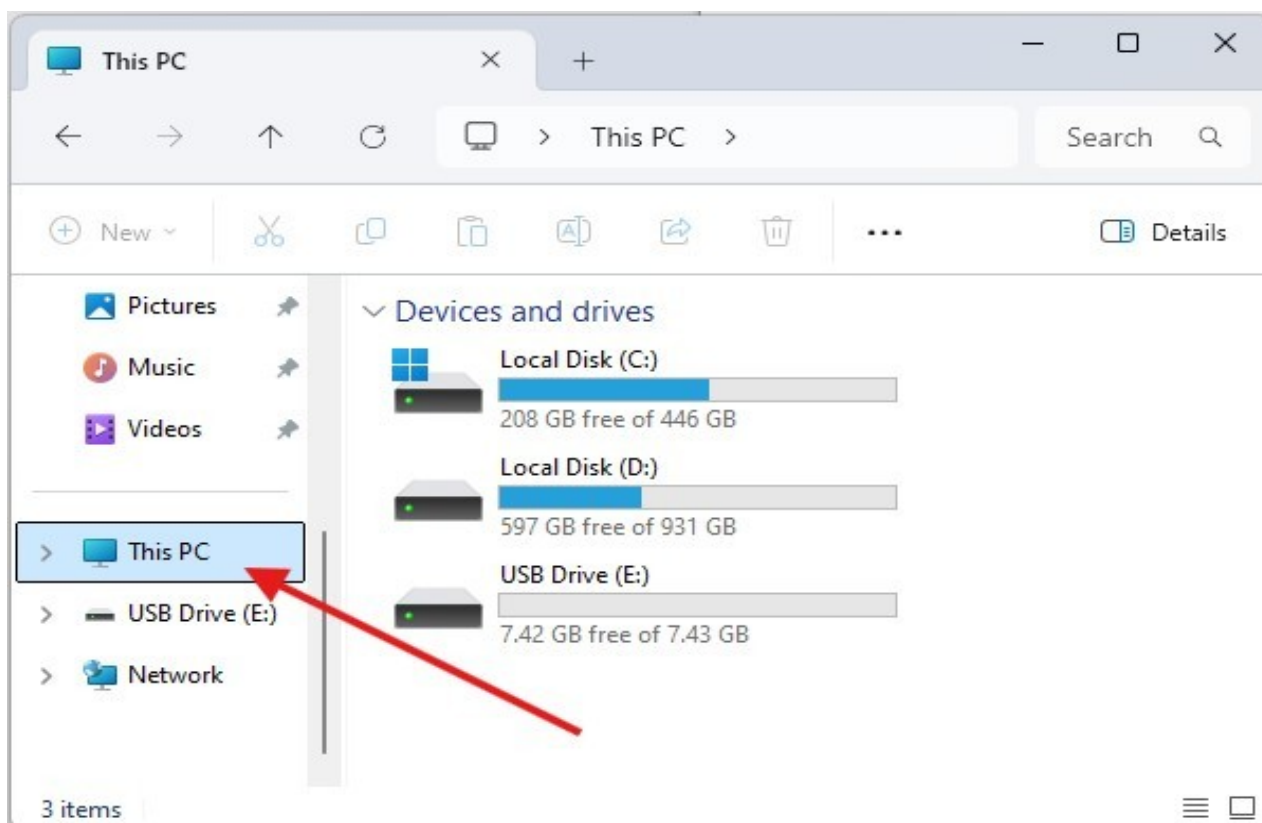 This PC
This PC
Search
New
Details
Pictures
Music
Videos
This PC
USB Drive (E:)
Network
Devices and drives
Local Disk (C:)
208 GB free of 446 GB
Local Disk (D:)
597 GB free of 931 GB
USB Drive (E:)
7.42 GB free of 7.43 GB
3 items